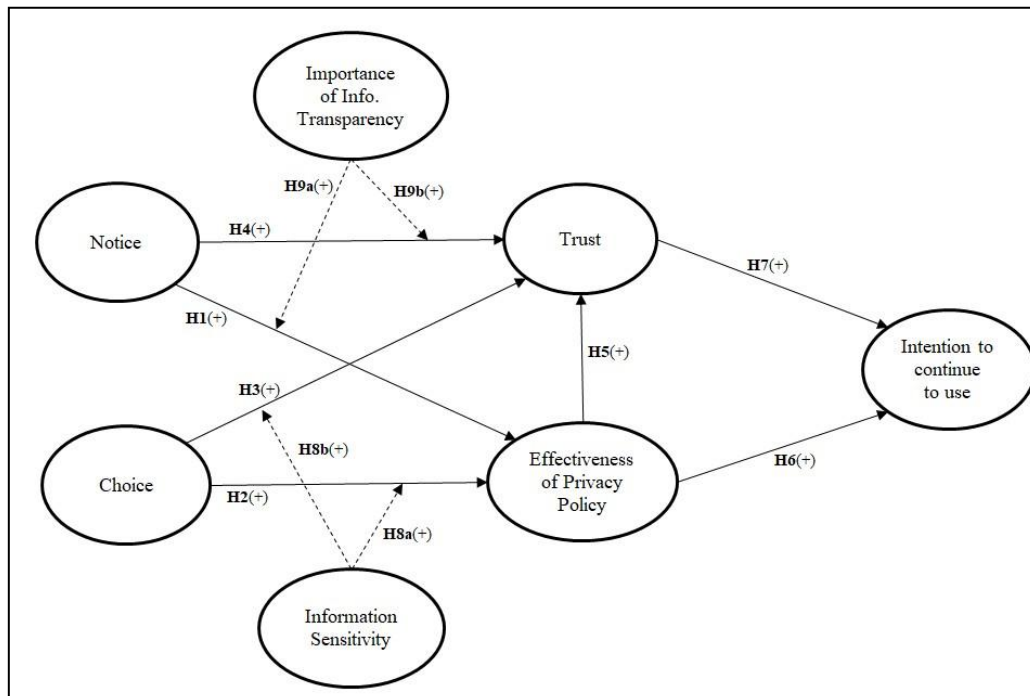 Importance
of Info.
Transparency
H9a(+)
H9b(+)
H4(+)
Notice
Trust
H7(+)
H1(+)
H5(+)
Intention to
continue
to use
H3(+)
H8b(+)
Effectiveness
of Privacy
Policy
H6(+)
Choice
H2(+)
H8a(+)
Information
Sensitivity